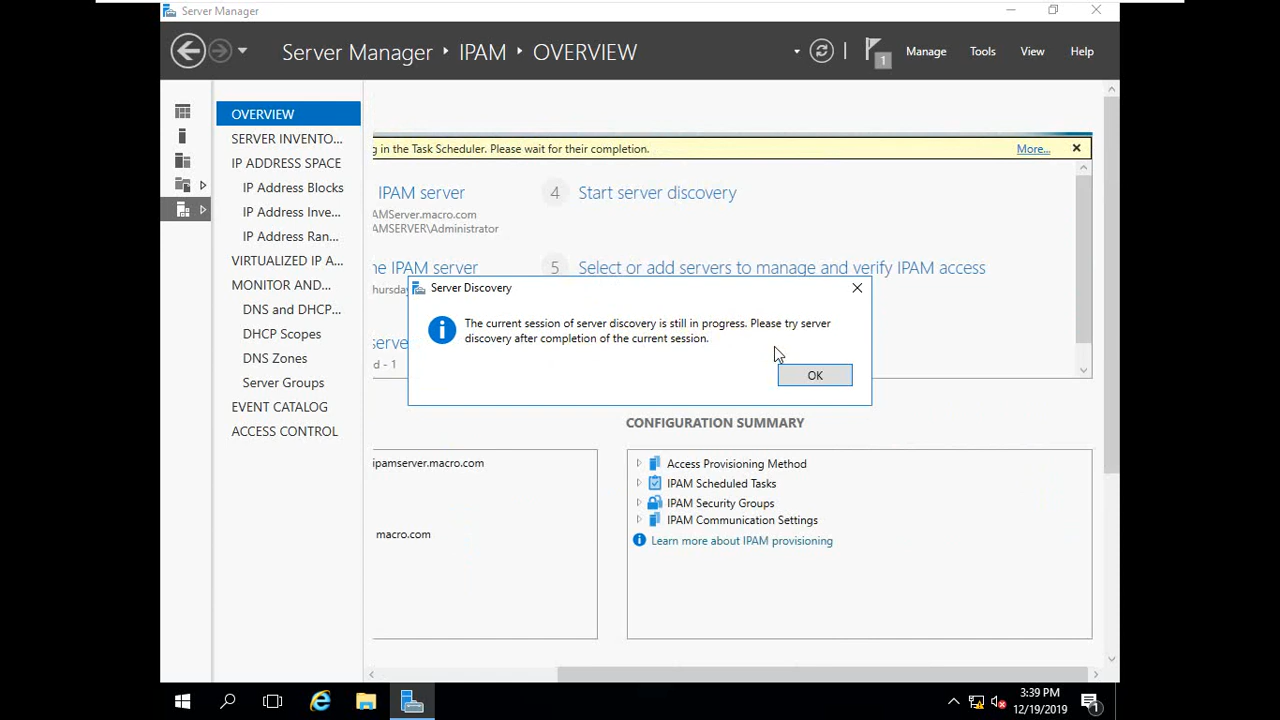 Server Manager
Server Manager ‣ IPAM ‣ OVERVIEW
1
Manage
Tools
View
Help
OVERVIEW
SERVER INVENTO...
IP ADDRESS SPACE
IP Address Blocks
IP Address Inve...
IP Address Ran...
VIRTUALIZED IP A...
MONITOR AND...
DNS and DHCP...
DHCP Scopes
DNS Zones
Server Groups
EVENT CATALOG
ACCESS CONTROL
g in the Task Scheduler. Please wait for their completion.
More...
IPAM server
AMServer.macro.com
AMSERVER\Administrator
4 Start server discovery
he IPAM server
hursday
5 Select or add servers to manage and verify IPAM access
serve
d - 1
Server Discovery
The current session of server discovery is still in progress. Please try server
discovery after completion of the current session.
OK
ipamserver.macro.com
macro.com
CONFIGURATION SUMMARY
Access Provisioning Method
IPAM Scheduled Tasks
IPAM Security Groups
IPAM Communication Settings
Learn more about IPAM provisioning
3:39 PM
12/19/2019
1